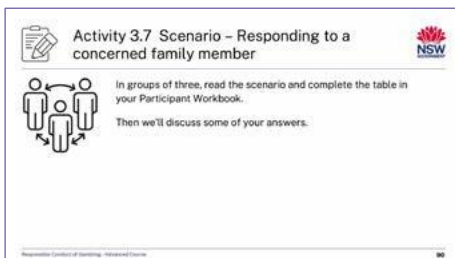 Activity 3.7 Scenario – Responding to a
concerned family member
NSW
GOVERNMENT
In groups of three, read the scenario and complete the table in
your Participant Workbook.
Then we'll discuss some of your answers.
Responsible Conduct of Gambling - Advanced Course
90